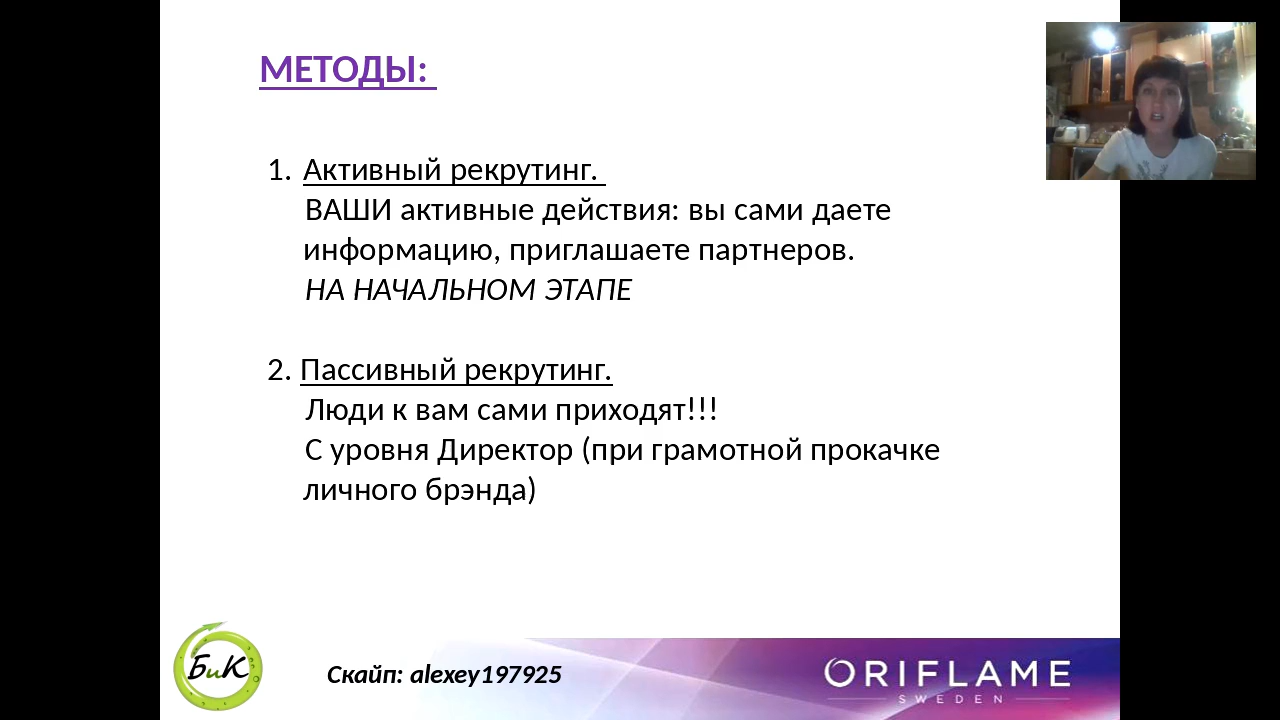 МЕТОДЫ:
1. Активный рекрутинг.
ВАШИ активные действия: вы сами даете
информацию, приглашаете партнеров.
НА НАЧАЛЬНОМ ЭТАПЕ
2. Пассивный рекрутинг.
Люди к вам сами приходят!!!
С уровня Директор (при грамотной прокачке
личного брэнда)
БиК
Скайп: alexey197925
ORIFLAME
SWEDEN